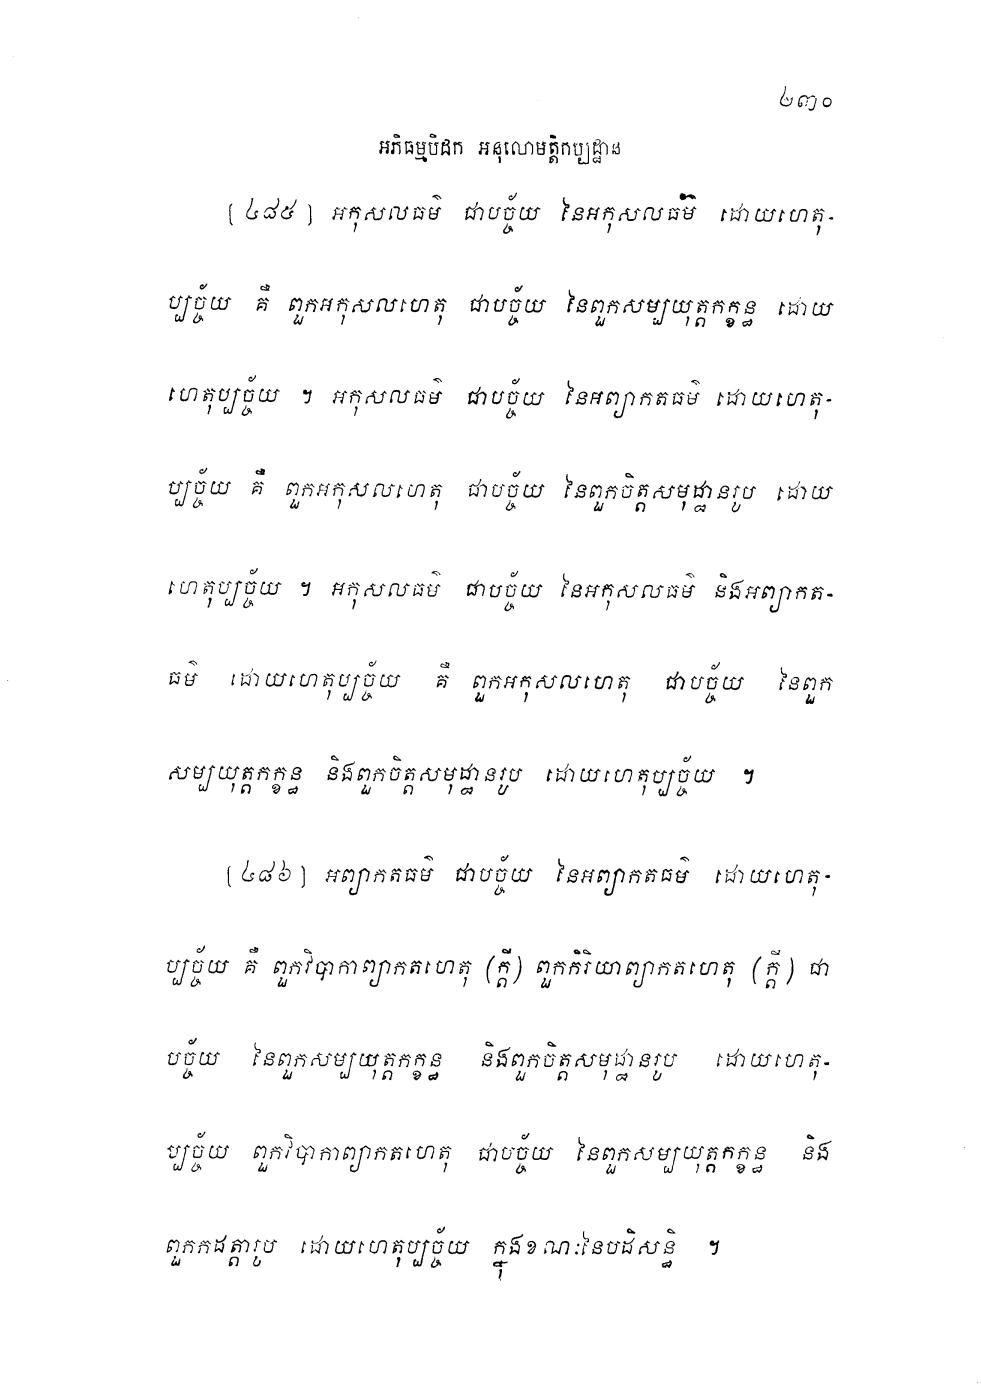 ២៣០
អភិធម្មបិដក អនុលោមត្តិកប្បដ្ឋាន
[៤៨៥] អកុសលធម៌ ជាបច្ច័យ នៃអកុសលធម៌ ដោយហេតុ-
ប្បច្ច័យ គឺ ពួកអកុសលហេតុ ជាបច្ច័យ នៃពួកសម្បយុត្តកក្ខន្ធ ដោយ
ហេតុប្បច្ច័យ ។ អកុសលធម៌ ជាបច្ច័យ នៃអព្យាកតធម៌ ដោយហេតុ-
ប្បច្ច័យ គឺ ពួកអកុសលហេតុ ជាបច្ច័យ នៃពួកចិត្តសមុដ្ឋានរូប ដោយ
ហេតុប្បច្ច័យ ។ អកុសលធម៌ ជាបច្ច័យ នៃអកុសលធម៌ និងអព្យាកត-
ធម៌ ដោយហេតុប្បច្ច័យ គឺ ពួកអកុសលហេតុ ជាបច្ច័យ នៃពួក
សម្បយុត្តកក្ខន្ធ និងពួកចិត្តសមុដ្ឋានរូប ដោយហេតុប្បច្ច័យ ។
[៤៨៦] អព្យាកតធម៌ ជាបច្ច័យ នៃអព្យាកតធម៌ ដោយហេតុ-
ប្បច្ច័យ គឺ ពួកវិបាកាព្យាកតហេតុ (ក្តី) ពួកកិរិយាព្យាកតហេតុ (ក្តី) ជា
បច្ច័យ នៃពួកសម្បយុត្តកក្ខន្ធ និងពួកចិត្តសមុដ្ឋានរូប ដោយហេតុ-
ប្បច្ច័យ ពួកវិបាកាព្យាកតហេតុ ជាបច្ច័យ នៃពួកសម្បយុត្តកក្ខន្ធ និង
ពួកកដត្តារូប ដោយហេតុប្បច្ច័យ ក្នុងខណៈនៃបដិសន្ធិ ។